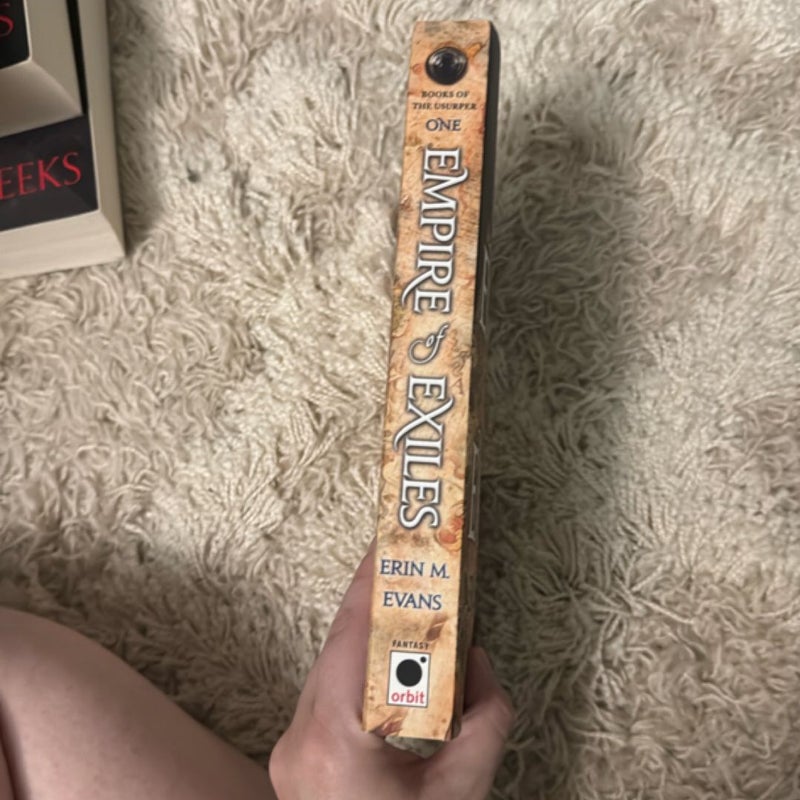 BOOKS OF
THE USURPER
ONE
EMPIRE of EXILES
ERIN M.
EVANS
FANTASY
orbit
EEKS
S